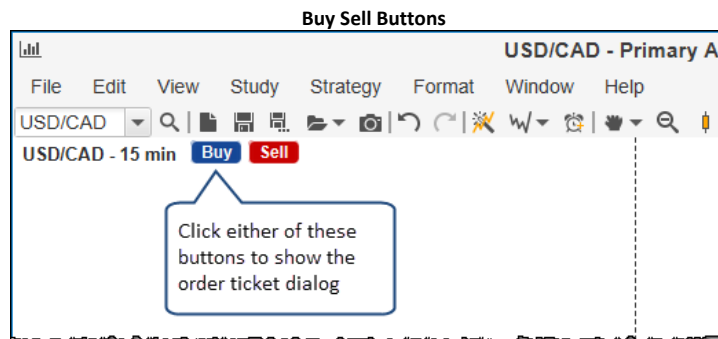 Buy Sell Buttons
USD/CAD - Primary A
File Edit View Study Strategy Format Window Help
USD/CAD
USD/CAD - 15 min Buy Sell
Click either of these
buttons to show the
order ticket dialog